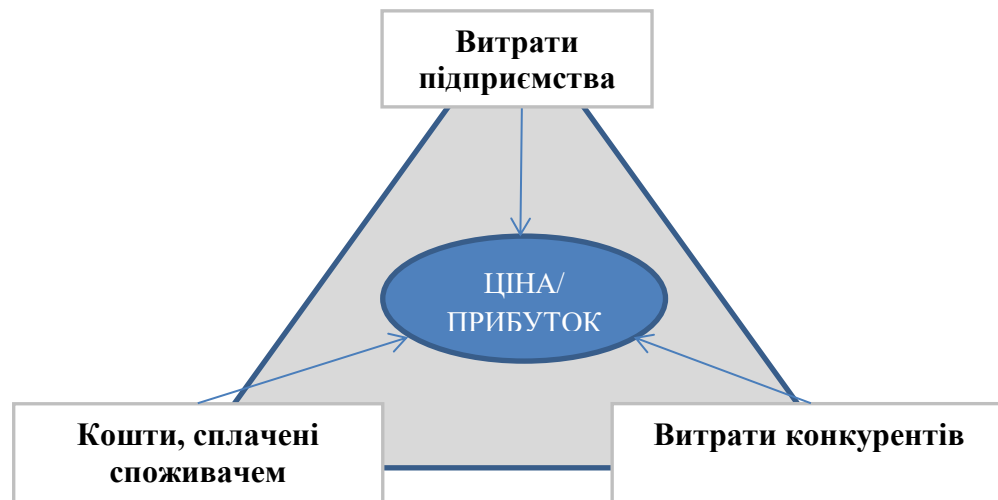 Витрати
підприємства
ЦІНА/
ПРИБУТОК
Кошти, сплачені
споживачем
Витрати конкурентів